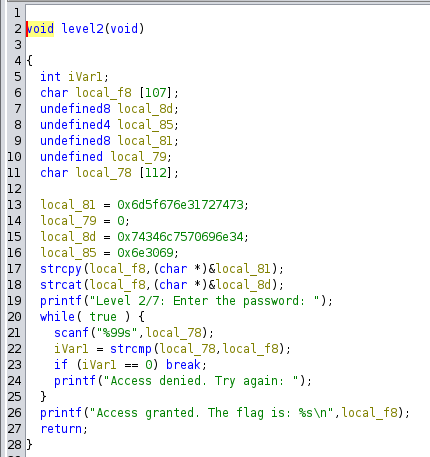 1
2 void level2(void)
3
4 {
5 int iVar1;
6 char local_f8 [107];
7 undefined8 local_8d;
8 undefined4 local_85;
9 undefined8 local_81;
10 undefined local_79;
11 char local_78 [112];
12
13 local_81 = 0x6d5f676e31727473;
14 local_79 = 0;
15 local_8d = 0x74346c7570696e34;
16 local_85 = 0x6e3069;
17 strcpy(local_f8,(char *)&local_81);
18 strcat(local_f8,(char *)&local_8d);
19 printf("Level 2/7: Enter the password: ");
20 while( true ) {
21 scanf("%99s",local_78);
22 iVar1 = strcmp(local_78,local_f8);
23 if (iVar1 == 0) break;
24 printf("Access denied. Try again: ");
25 }
26 printf("Access granted. The flag is: %s\n",local_f8);
27 return;
28 }